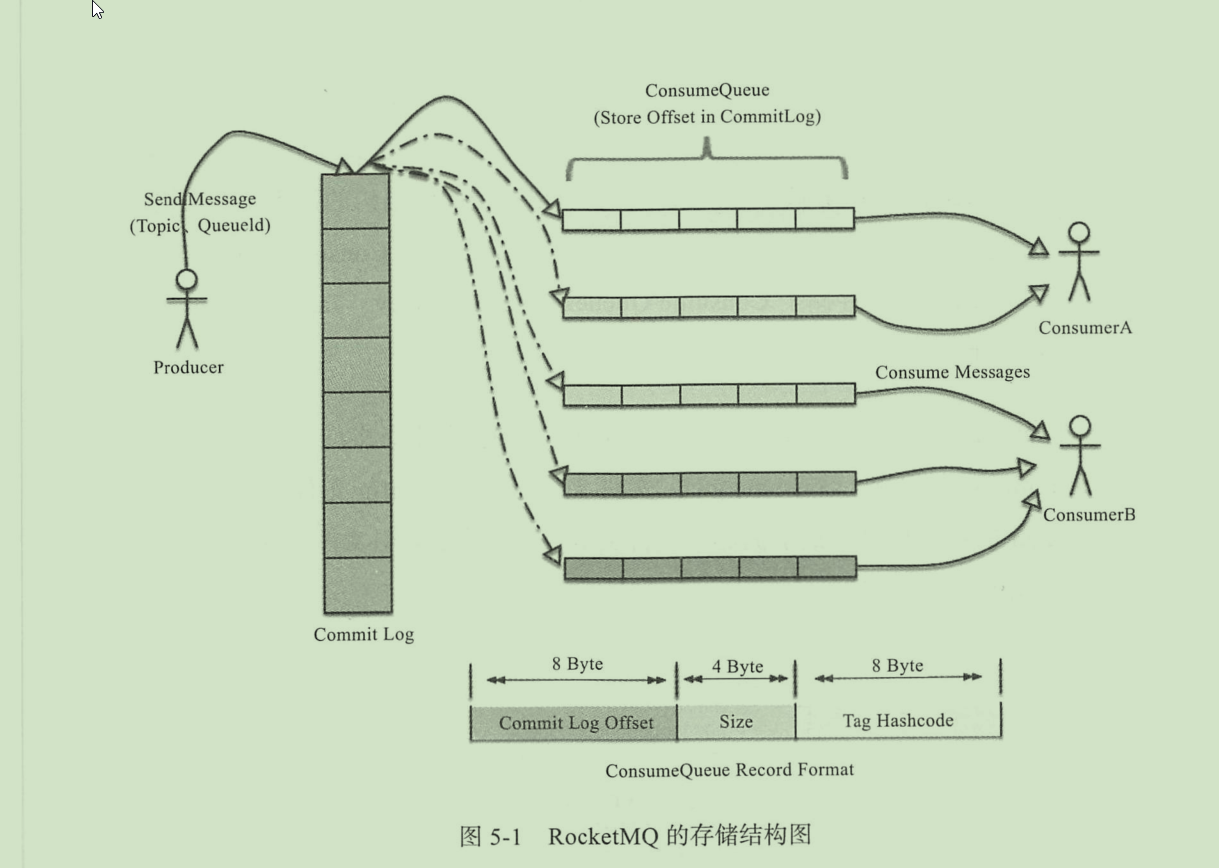 ConsumeQueue
(Store Offset in CommitLog)
Send Message
(Topic、QueueId)
Producer
ConsumerA
Consume Messages
ConsumerB
Commit Log
8 Byte
4 Byte
8 Byte
Commit Log Offset
Size
Tag Hashcode
ConsumeQueue Record Format
图 5-1 RocketMQ 的存储结构图